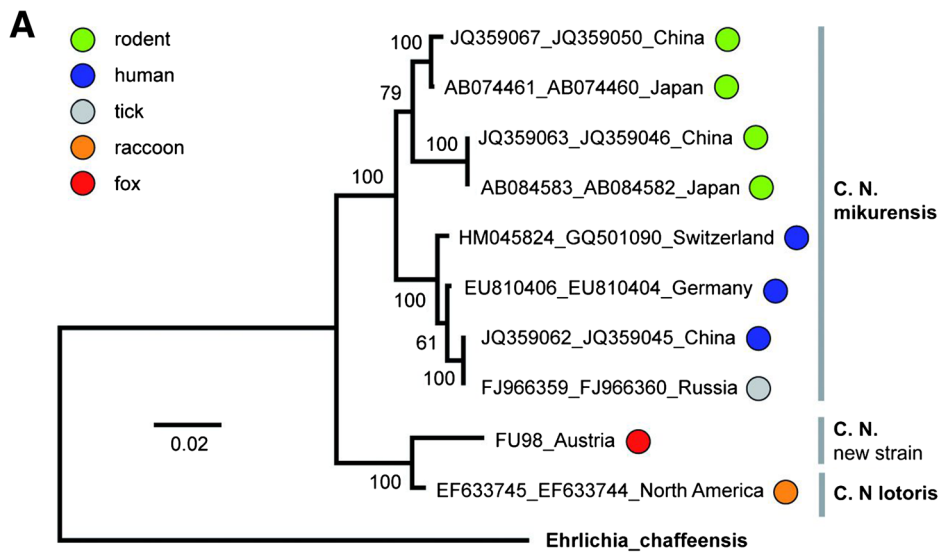 A
rodent
human
tick
raccoon
fox
100
JQ359067_JQ359050_China
AB074461_AB074460_Japan
79
100
JQ359063_JQ359046_China
AB084583_AB084582_Japan
100
C. N.
mikurensis
HM045824_GQ501090_Switzerland
EU810406_EU810404_Germany
100
61
JQ359062_JQ359045_China
100
FJ966359_FJ966360_Russia
0.02
FU98_Austria
C. N.
new strain
100
EF633745_EF633744_North America
C. N lotoris
Ehrlichia_chaffeensis